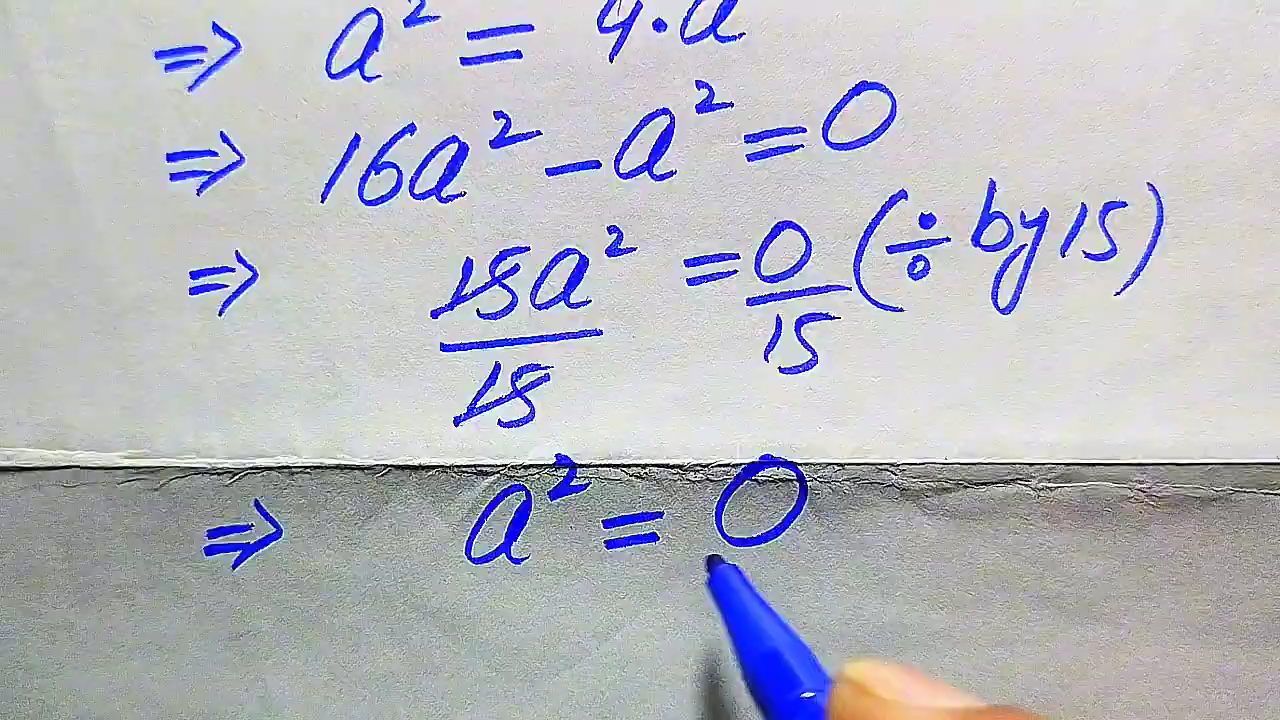 ⇒ a² = 4.a
⇒ 16a² - a² = 0
⇒ 15a²/15 = 0/15 (÷ by 15)
⇒ a² = 0